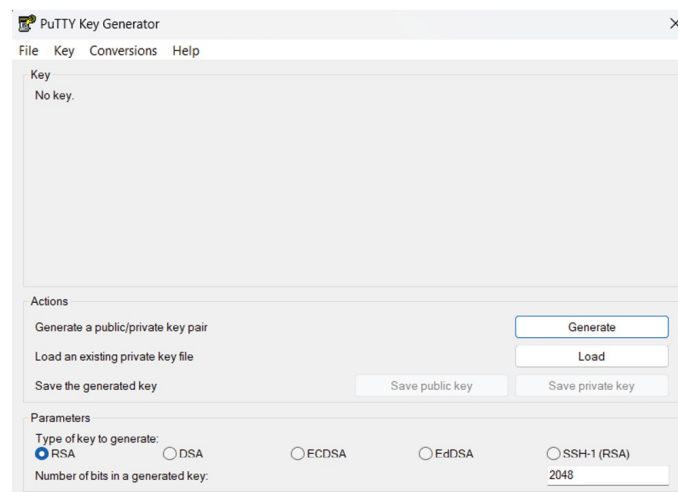 PuTTY Key Generator
File Key Conversions Help
Key
No key.
Actions
Generate a public/private key pair Generate
Load an existing private key file Load
Save the generated key Save public key Save private key
Parameters
Type of key to generate:
RSA DSA ECDSA EdDSA SSH-1 (RSA)
Number of bits in a generated key: 2048